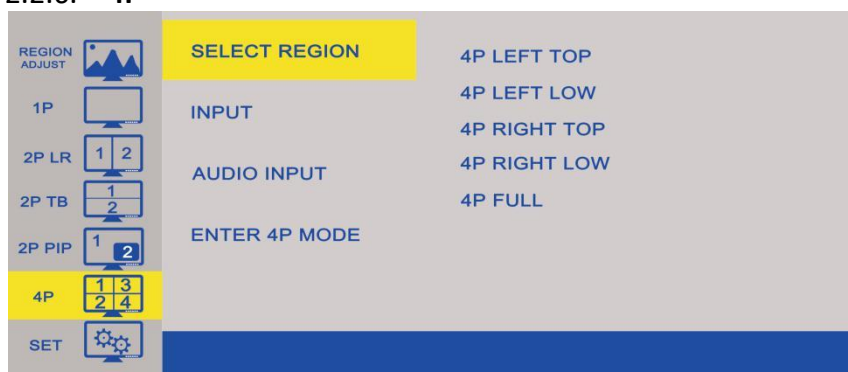 REGION
ADJUST
1P
2P LR
1 2
2P TB
1
2
2P PIP
1
2
4P
1 3
2 4
SET
SELECT REGION
INPUT
AUDIO INPUT
ENTER 4P MODE
4P LEFT TOP
4P LEFT LOW
4P RIGHT TOP
4P RIGHT LOW
4P FULL